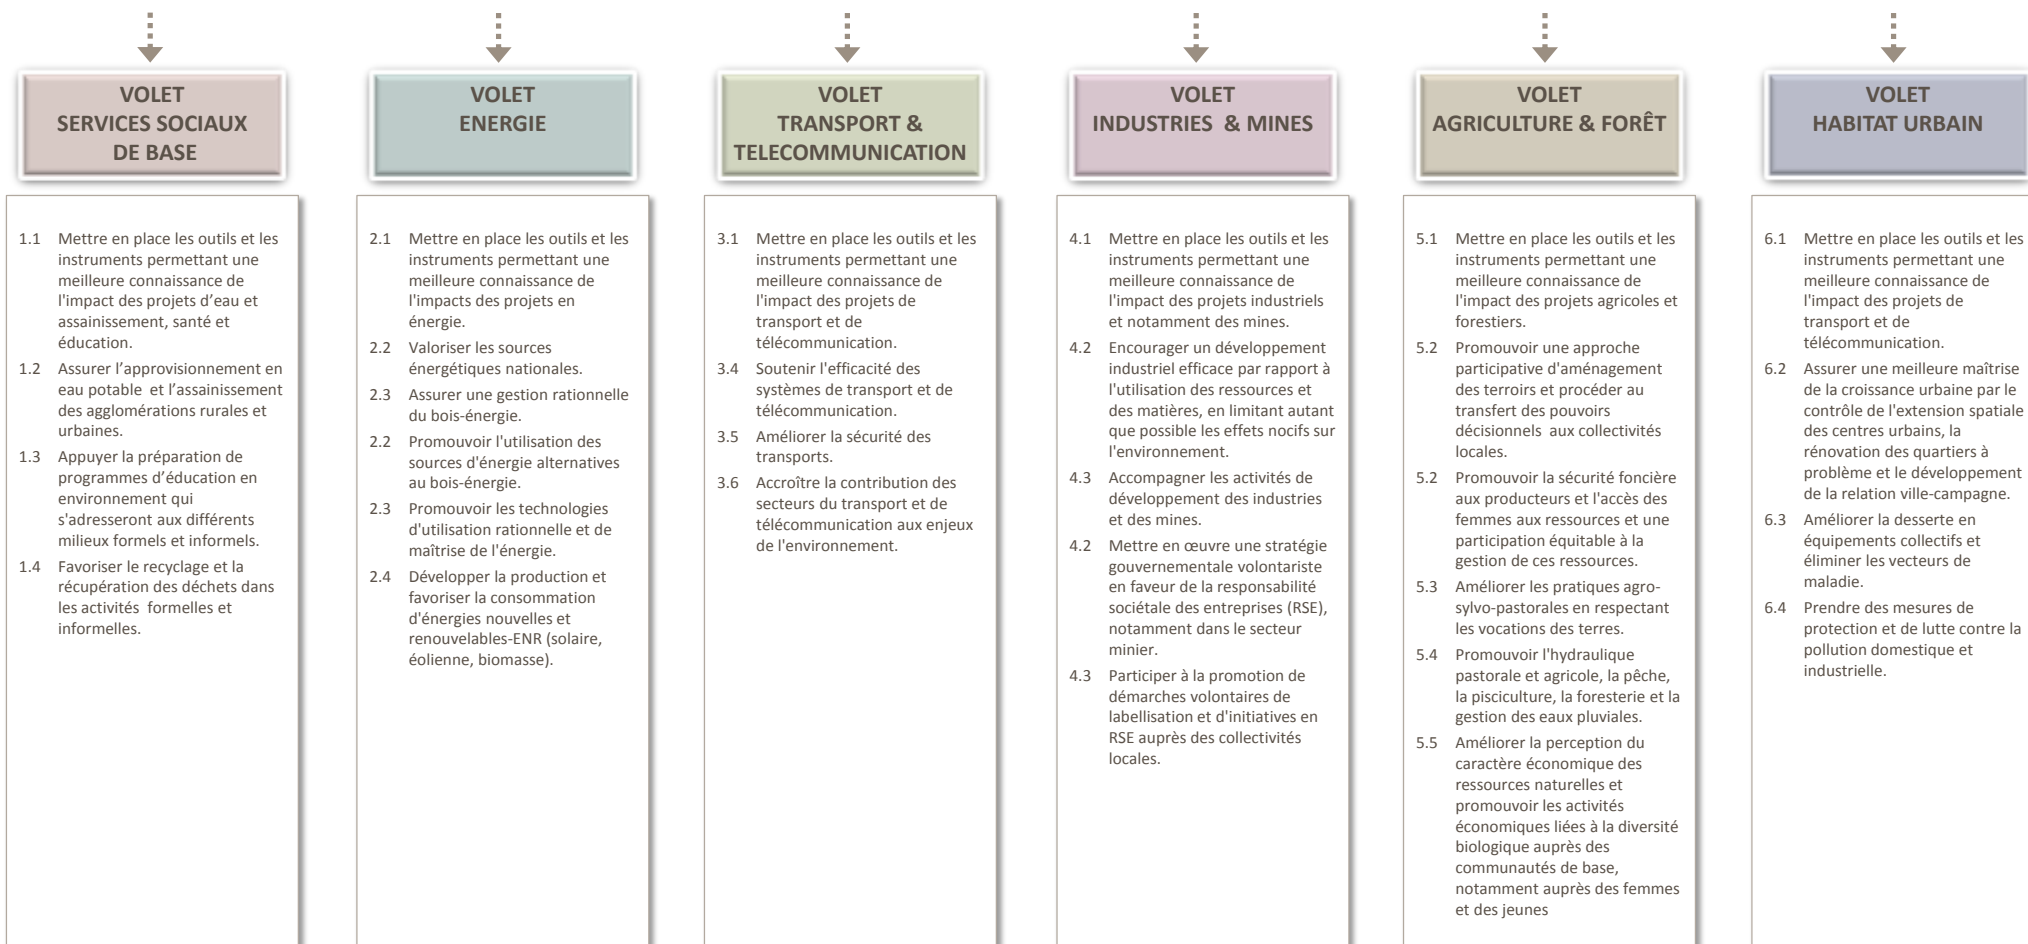 VOLET
SERVICES SOCIAUX
DE BASE
1.1 Mettre en place les outils et les
instruments permettant une
meilleure connaissance de
l'impact des projets d’eau et
assainissement, santé et
éducation.
1.2 Assurer l’approvisionnement en
eau potable et l’assainissement
des agglomérations rurales et
urbaines.
1.3 Appuyer la préparation de
programmes d’éducation en
environnement qui
s'adresseront aux différents
milieux formels et informels.
1.4 Favoriser le recyclage et la
récupération des déchets dans
les activités formelles et
informelles.
VOLET
ENERGIE
2.1 Mettre en place les outils et les
instruments permettant une
meilleure connaissance de
l'impacts des projets en
énergie.
2.2 Valoriser les sources
énergétiques nationales.
2.3 Assurer une gestion rationnelle
du bois-énergie.
2.2 Promouvoir l'utilisation des
sources d'énergie alternatives
au bois-énergie.
2.3 Promouvoir les technologies
d'utilisation rationnelle et de
maîtrise de l'énergie.
2.4 Développer la production et
favoriser la consommation
d'énergies nouvelles et
renouvelables-ENR (solaire,
éolienne, biomasse).
VOLET
TRANSPORT &
TELECOMMUNICATION
3.1 Mettre en place les outils et les
instruments permettant une
meilleure connaissance de
l'impact des projets de
transport et de
télécommunication.
3.4 Soutenir l'efficacité des
systèmes de transport et de
télécommunication.
3.5 Améliorer la sécurité des
transports.
3.6 Accroître la contribution des
secteurs du transport et de
télécommunication aux enjeux
de l'environnement.
VOLET
INDUSTRIES & MINES
4.1 Mettre en place les outils et les
instruments permettant une
meilleure connaissance de
l'impact des projets industriels
et notamment des mines.
4.2 Encourager un développement
industriel efficace par rapport à
l'utilisation des ressources et
des matières, en limitant autant
que possible les effets nocifs sur
l'environnement.
4.3 Accompagner les activités de
développement des industries
et des mines.
4.2 Mettre en œuvre une stratégie
gouvernementale volontariste
en faveur de la responsabilité
sociétale des entreprises (RSE),
notamment dans le secteur
minier.
4.3 Participer à la promotion de
démarches volontaires de
labellisation et d'initiatives en
RSE auprès des collectivités
locales.
VOLET
AGRICULTURE & FORÊT
5.1 Mettre en place les outils et les
instruments permettant une
meilleure connaissance de
l'impact des projets agricoles et
forestiers.
5.2 Promouvoir une approche
participative d'aménagement
des terroirs et procéder au
transfert des pouvoirs
décisionnels aux collectivités
locales.
5.2 Promouvoir la sécurité foncière
aux producteurs et l'accès des
femmes aux ressources et une
participation équitable à la
gestion de ces ressources.
5.3 Améliorer les pratiques agro-
sylvo-pastorales en respectant
les vocations des terres.
5.4 Promouvoir l'hydraulique
pastorale et agricole, la pêche,
la pisciculture, la foresterie et la
gestion des eaux pluviales.
5.5 Améliorer la perception du
caractère économique des
ressources naturelles et
promouvoir les activités
économiques liées à la diversité
biologique auprès des
communautés de base,
notamment auprès des femmes
et des jeunes
VOLET
HABITAT URBAIN
6.1 Mettre en place les outils et les
instruments permettant une
meilleure connaissance de
l'impact des projets de
transport et de
télécommunication.
6.2 Assurer une meilleure maîtrise
de la croissance urbaine par le
contrôle de l'extension spatiale
des centres urbains, la
rénovation des quartiers à
problème et le développement
de la relation ville-campagne.
6.3 Améliorer la desserte en
équipements collectifs et
éliminer les vecteurs de
maladie.
6.4 Prendre des mesures de
protection et de lutte contre la
pollution domestique et
industrielle.